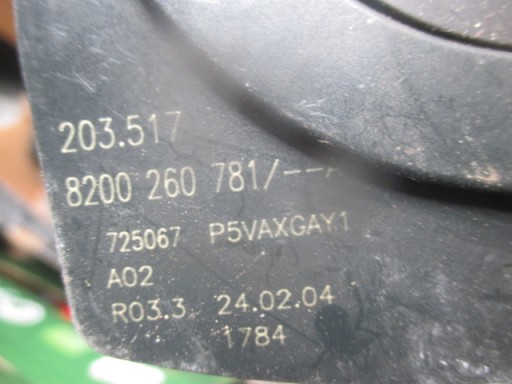 203.517
8200 260 781/--A
725067 P5VAXGAY1
A02
R03.3 24.02.04
1784